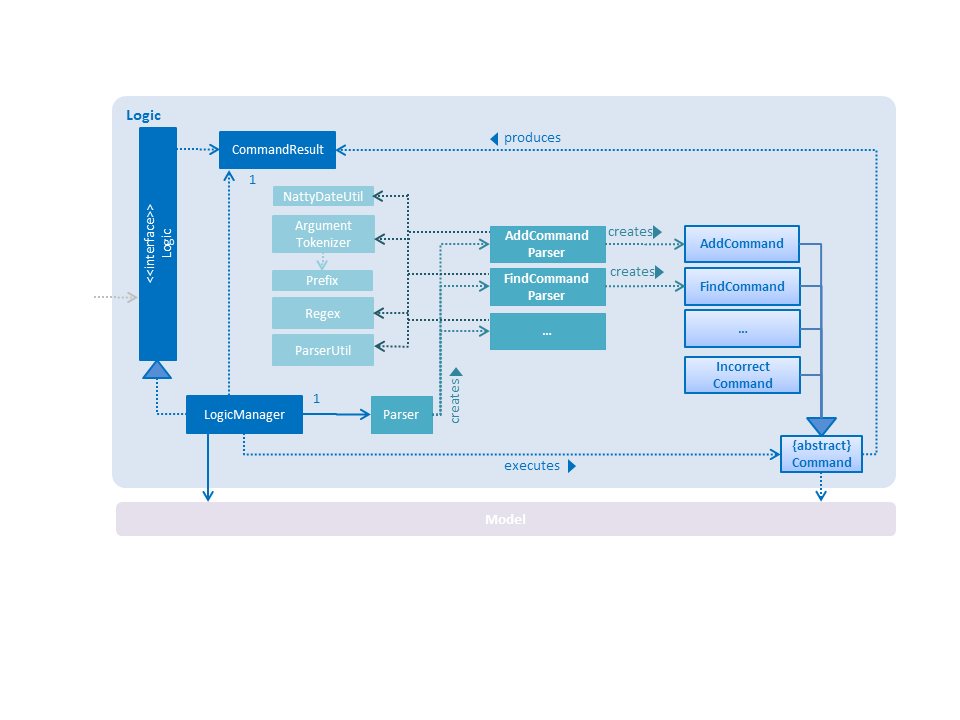 Logic
produces
CommandResult
1
<<interface>>
Logic
NattyDateUtil
Argument
Tokenizer
Prefix
Regex
ParserUtil
AddCommand
Parser
creates
AddCommand
FindCommand
Parser
creates
FindCommand
...
...
Incorrect
Command
creates
LogicManager
1
Parser
{abstract}
Command
executes
Model